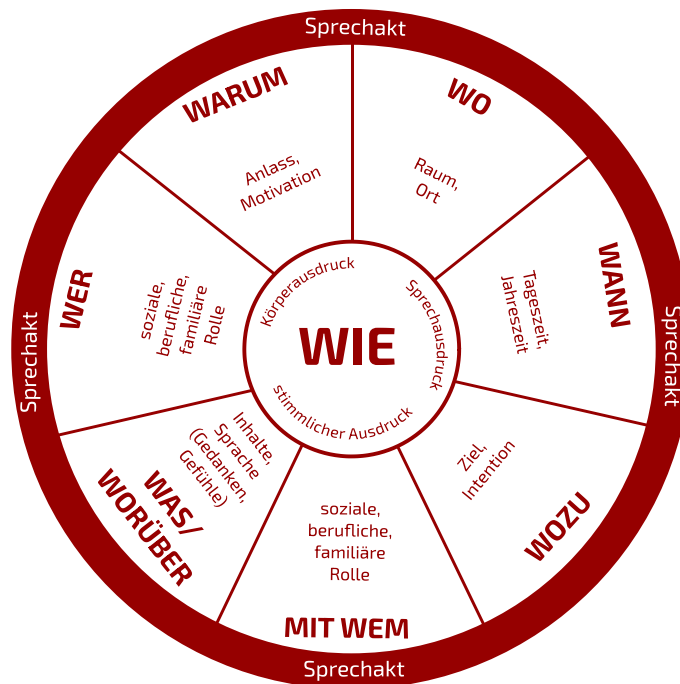 Sprechakt
WARUM
Anlass,
Motivation
WO
Raum,
Ort
WANN
Tageszeit,
Jahreszeit
WOZU
Ziel,
Intention
MIT WEM
soziale,
berufliche,
familiäre
Rolle
WAS/
WORÜBER
Inhalte,
Sprache
(Gedanken,
Gefühle)
WER
soziale,
berufliche,
familiäre
Rolle
Körperausdruck
Sprechausdruck
stimmlicher Ausdruck
WIE
Sprechakt
Sprechakt
Sprechakt